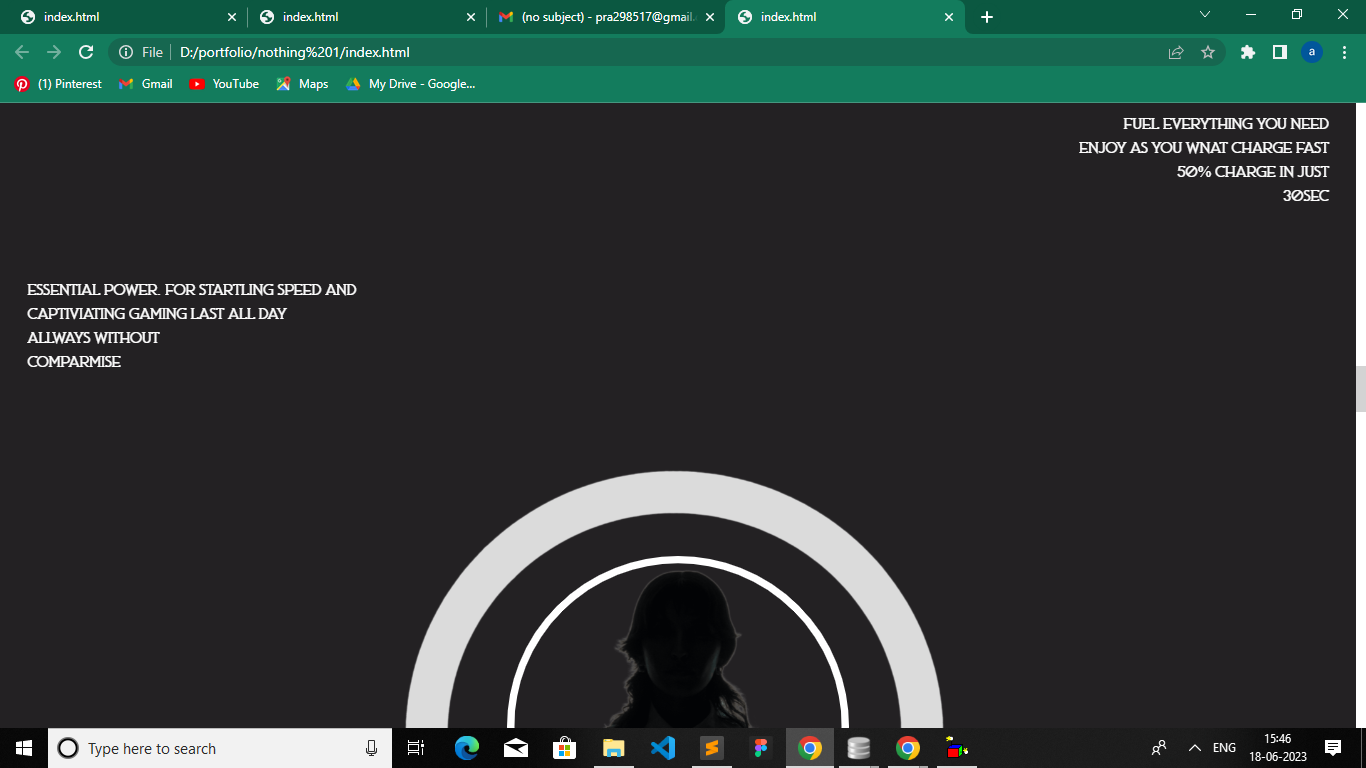 index.html
index.html
(no subject) - pra298517@gmail.
index.html
File
D:/portfolio/nothing%201/index.html
a
(1) Pinterest
Gmail
YouTube
Maps
My Drive - Google...
FUEL EVERYTHING YOU NEED
ENJOY AS YOU WNAT CHARGE FAST
50% CHARGE IN JUST
30SEC
ESSENTIAL POWER. FOR STARTLING SPEED AND
CAPTIVIATING GAMING LAST ALL DAY
ALLWAYS WITHOUT
COMPARMISE
Type here to search
ENG
15:46
18-06-2023